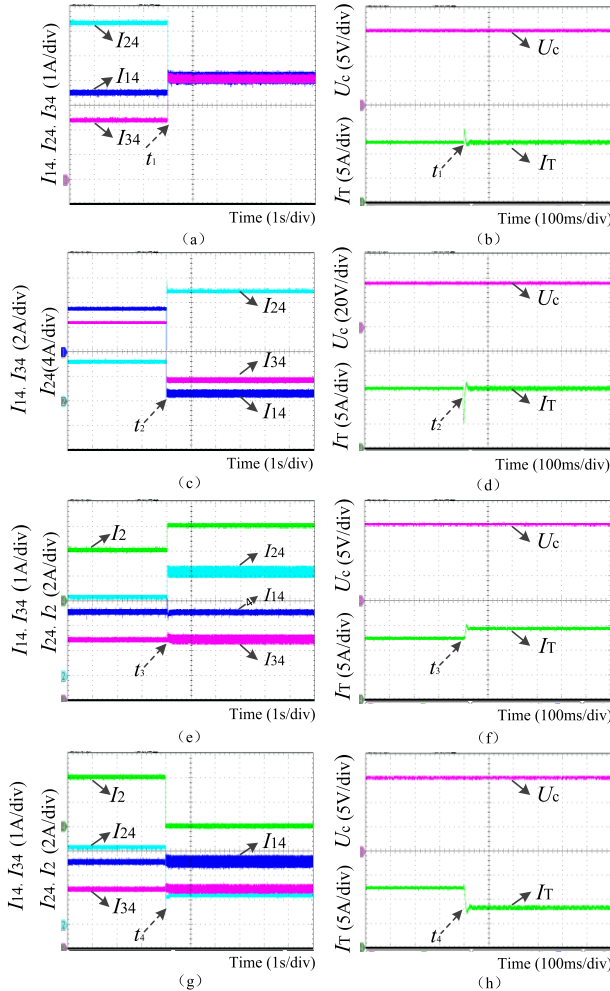 I14. I24. I34 (1A/div)
I24
I14
I34
t1
Time (1s/div)
(a)
IT (5A/div) Uc (5V/div)
Uc
t1
IT
Time (100ms/div)
(b)
I14. I34 (2A/div)
I24(4A/div)
I24
I34
I14
t2
Time (1s/div)
(c)
IT (5A/div) Uc (20V/div)
Uc
t2
IT
Time (100ms/div)
(d)
I14. I34 (1A/div)
I24. I2 (2A/div)
I2
I24
I14
I34
t3
Time (1s/div)
(e)
IT (5A/div) Uc (5V/div)
Uc
t3
IT
Time (100ms/div)
(f)
I14. I34 (1A/div)
I24. I2 (2A/div)
I2
I24
I14
I34
t4
Time (1s/div)
(g)
IT (5A/div) Uc (5V/div)
Uc
IT
t4
Time (100ms/div)
(h)